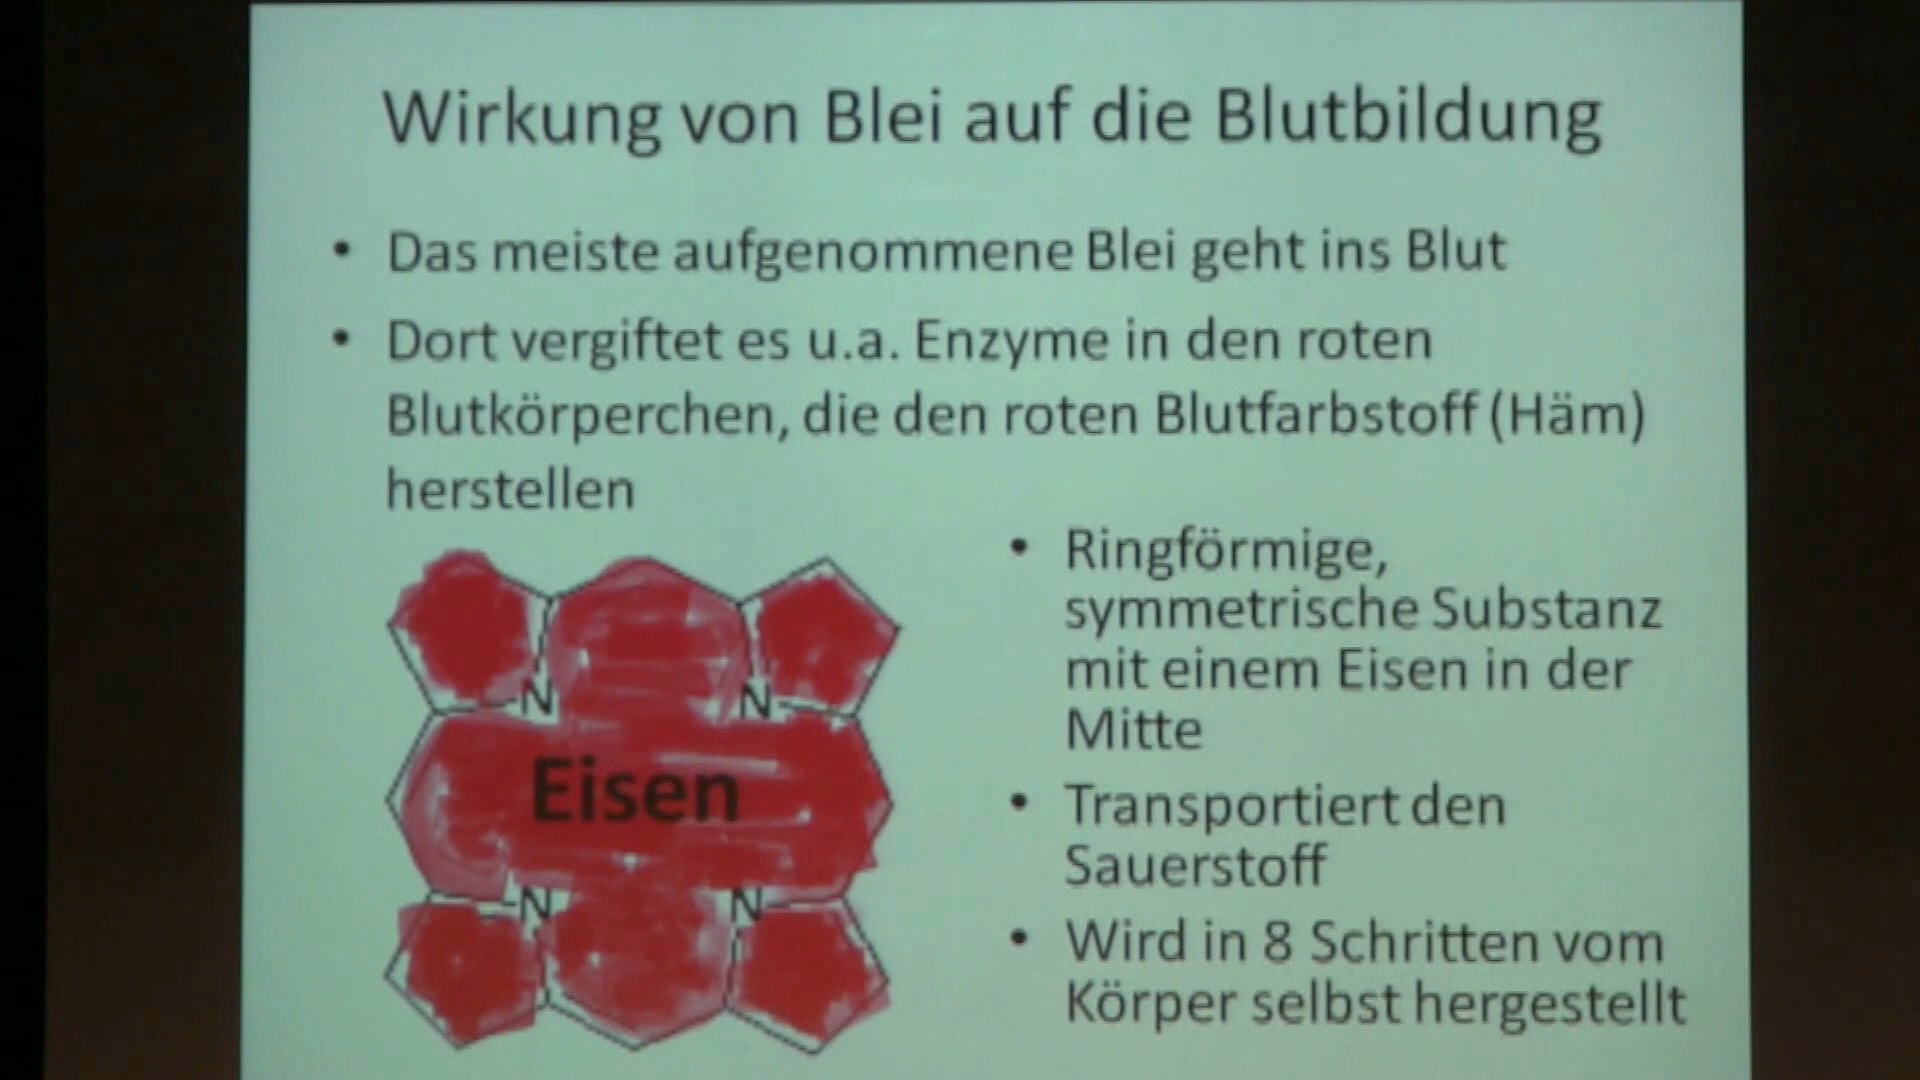 Wirkung von Blei auf die Blutbildung
• Das meiste aufgenommene Blei geht ins Blut
• Dort vergiftet es u.a. Enzyme in den roten
Blutkörperchen, die den roten Blutfarbstoff (Häm)
herstellen
• Ringförmige,
symmetrische Substanz
mit einem Eisen in der
Mitte
• Transportiert den
Sauerstoff
• Wird in 8 Schritten vom
Körper selbst hergestellt
N N
Eisen
N N